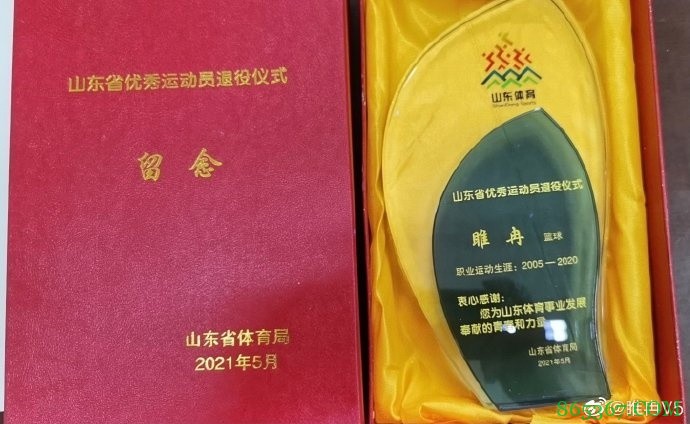 山东省优秀运动员退役仪式
留念
山东省体育局
2021年5月
山东体育
ShanDong Sports
山东省优秀运动员退役仪式
睢冉 篮球
职业运动生涯：2005—2020
衷心感谢：
您为山东体育事业发展
奉献的青春和力量
山东省体育局
2021年5月